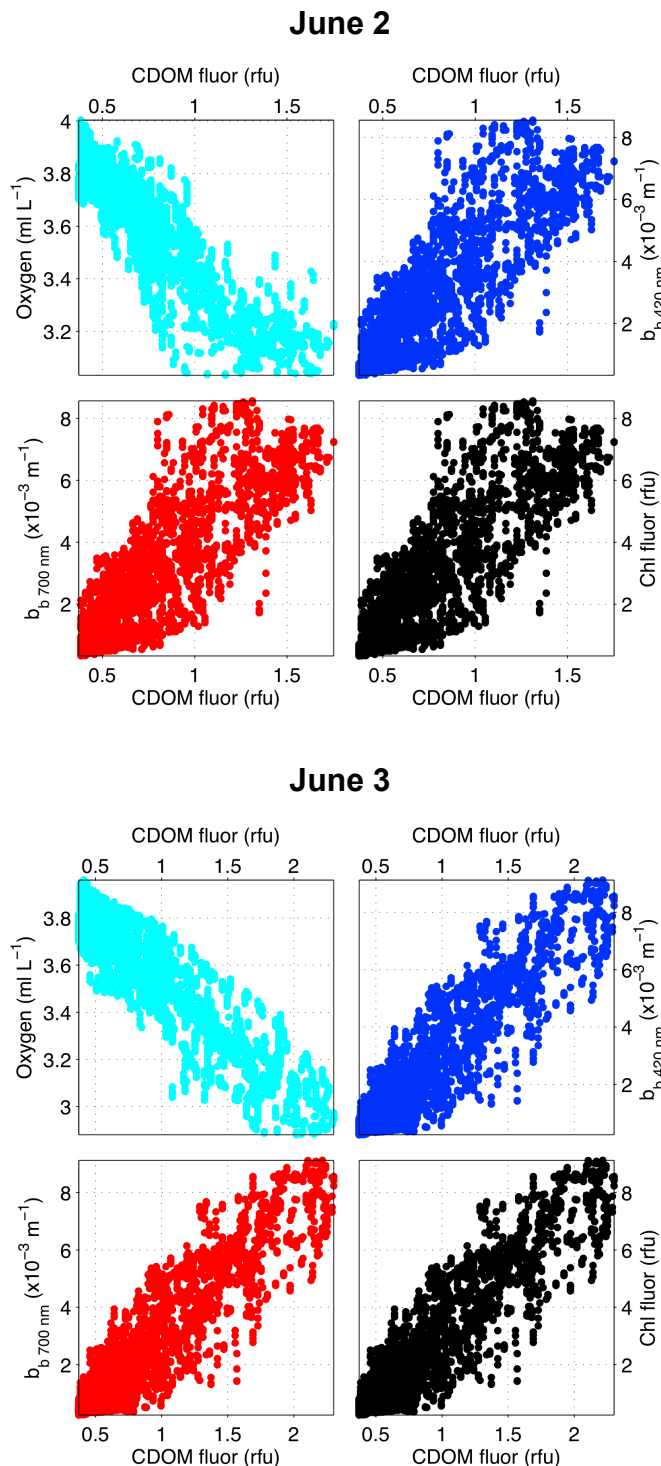 June 2
CDOM fluor (rfu)
CDOM fluor (rfu)
0.5 1 1.5
0.5 1 1.5
4
3.8
3.6
3.4
3.2
Oxygen (ml L⁻¹)
8
6
4
2
b_b 420 nm (x10⁻³ m⁻¹)
8
6
4
2
b_b 700 nm (x10⁻³ m⁻¹)
8
6
4
2
Chl fluor (rfu)
0.5 1 1.5
0.5 1 1.5
CDOM fluor (rfu)
CDOM fluor (rfu)
June 3
CDOM fluor (rfu)
CDOM fluor (rfu)
0.5 1 1.5 2
0.5 1 1.5 2
3.8
3.6
3.4
3.2
3
Oxygen (ml L⁻¹)
8
6
4
2
b_b 420 nm (x10⁻³ m⁻¹)
8
6
4
2
b_b 700 nm (x10⁻³ m⁻¹)
8
6
4
2
Chl fluor (rfu)
0.5 1 1.5 2
0.5 1 1.5 2
CDOM fluor (rfu)
CDOM fluor (rfu)